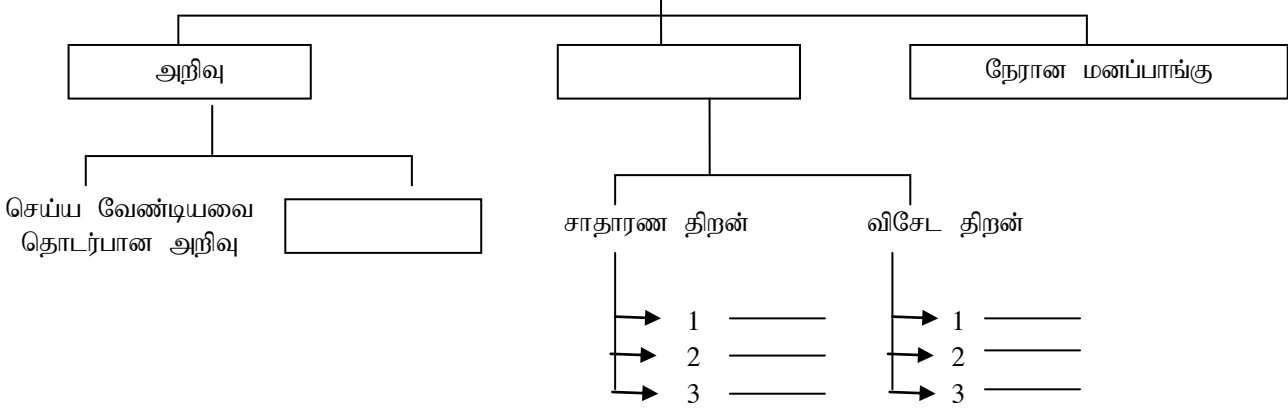 அறிவு
நேரான மனப்பாங்கு
செய்ய வேண்டியவை
தொடர்பான அறிவு
சாதாரண திறன்
விசேட திறன்
1
1
2
2
3
3